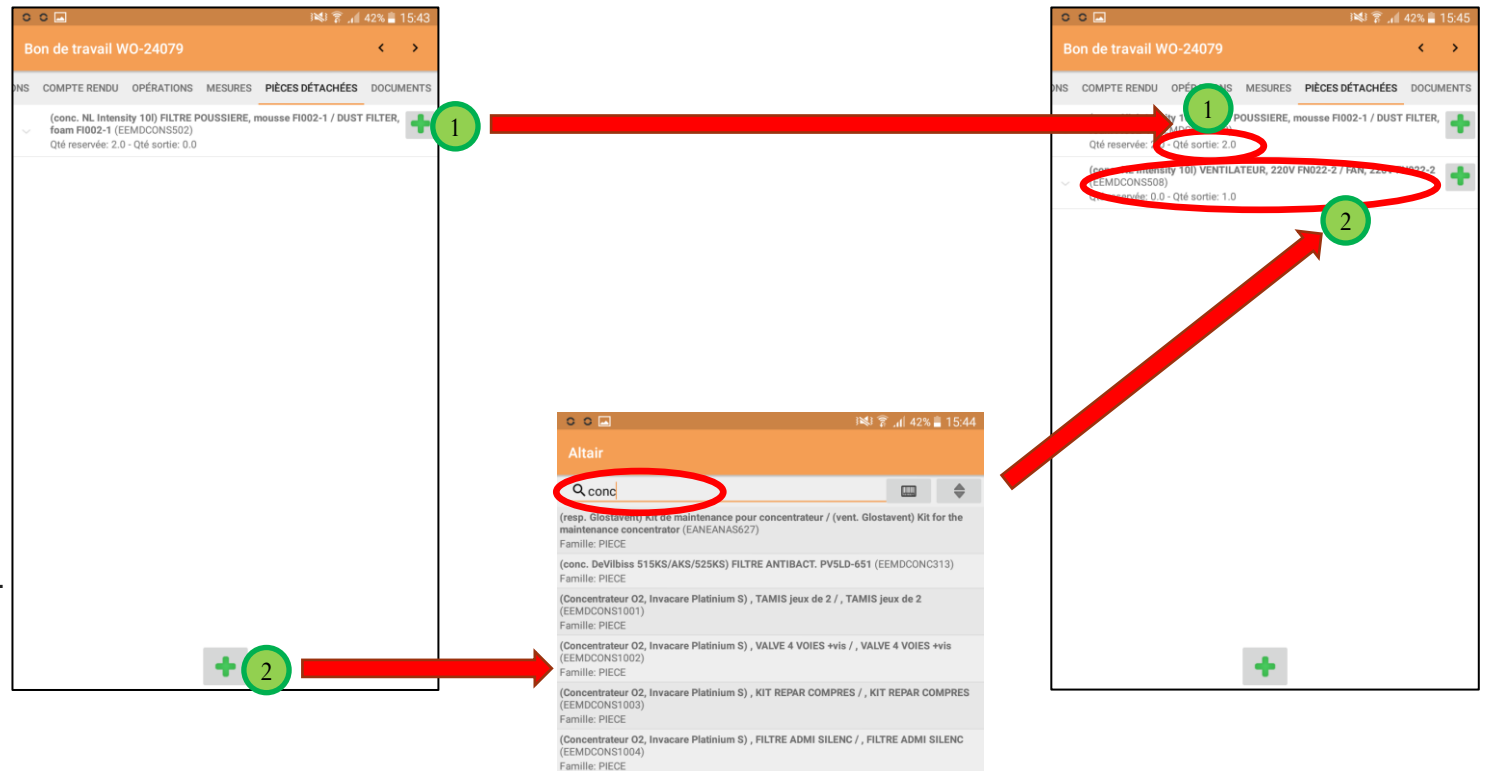 42% 15:43
Bon de travail WO-24079
ONS COMPTE RENDU OPÉRATIONS MESURES PIÈCES DÉTACHÉES DOCUMENTS
(conc. NL Intensity 10l) FILTRE POUSSIERE, mousse FI002-1 / DUST FILTER,
foam FI002-1 (EEMDCONS502)
Qté reservée: 2.0 - Qté sortie: 0.0
1
2
42% 15:44
Altair
conc
(resp. Glostavent) Kit de maintenance pour concentrateur / (vent. Glostavent) Kit for the
maintenance concentrator (EANEANAS627)
Famille: PIECE
(conc. DeVilbiss 515KS/AKS/525KS) FILTRE ANTIBACT. PV5LD-651 (EEMDCONC313)
Famille: PIECE
(Concentrateur O2, Invacare Platinium S) , TAMIS jeux de 2 / , TAMIS jeux de 2
(EEMDCONS1001)
Famille: PIECE
(Concentrateur O2, Invacare Platinium S) , VALVE 4 VOIES +vis / , VALVE 4 VOIES +vis
(EEMDCONS1002)
Famille: PIECE
(Concentrateur O2, Invacare Platinium S) , KIT REPAR COMPRES / , KIT REPAR COMPRES
(EEMDCONS1003)
Famille: PIECE
(Concentrateur O2, Invacare Platinium S) , FILTRE ADMI SILENC / , FILTRE ADMI SILENC
(EEMDCONS1004)
Famille: PIECE
42% 15:45
Bon de travail WO-24079
ONS COMPTE RENDU MESURES PIÈCES DÉTACHÉES DOCUMENTS
1
POUSSIERE, mousse FI002-1 / DUST FILTER,
Qté reservée: - Qté sortie: 2.0
Intensity 10l) VENTILATEUR, 220V FN022-2 / FAN,
(EEMDCONS508)
0.0 - Qté sortie: 1.0
2